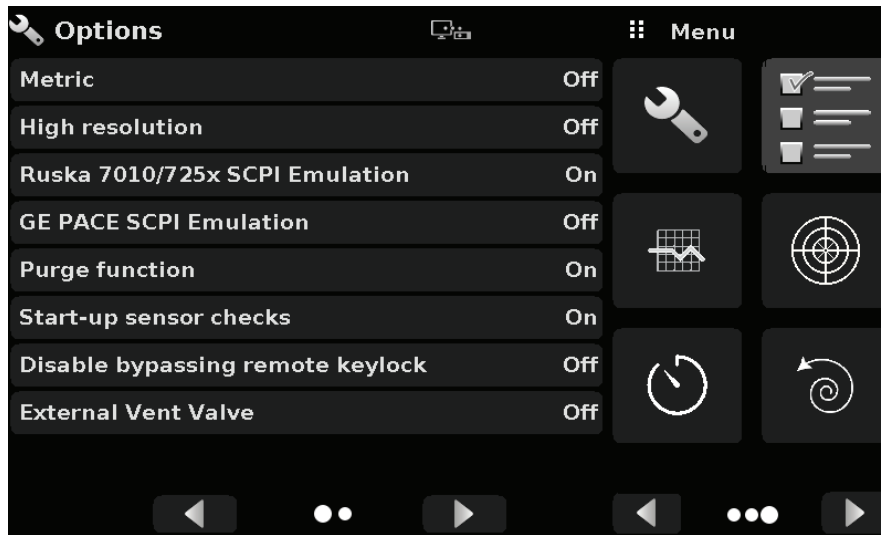 Options
Menu
Metric Off
High resolution Off
Ruska 7010/725x SCPI Emulation On
GE PACE SCPI Emulation Off
Purge function On
Start-up sensor checks On
Disable bypassing remote keylock Off
External Vent Valve Off